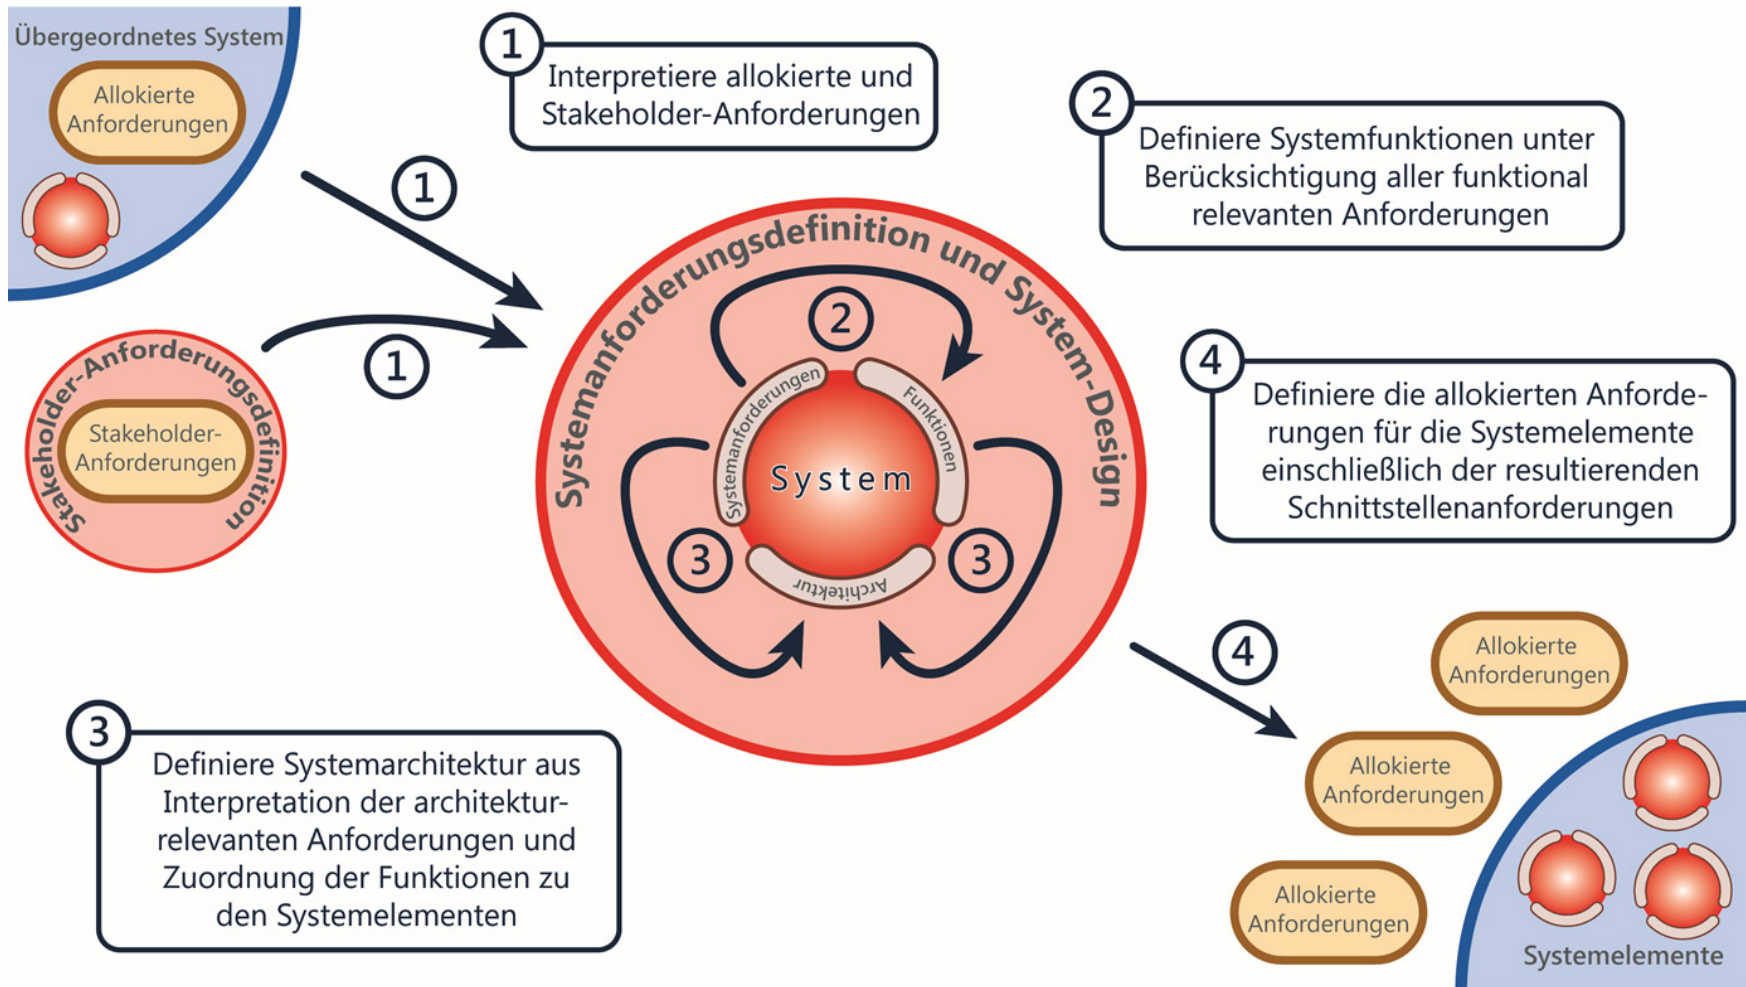 Übergeordnetes System
Allokierte
Anforderungen
1
Interpretiere allokierte und
Stakeholder-Anforderungen
2
Definiere Systemfunktionen unter
Berücksichtigung aller funktional
relevanten Anforderungen
1
1
Stakeholder-Anforderungsdefinition
Stakeholder-
Anforderungen
Systemanforderungsdefinition und System-Design
2
Systemanforderungen
Funktionen
System
3
3
Architektur
4
Definiere die allokierten Anforde-
rungen für die Systemelemente
einschließlich der resultierenden
Schnittstellenanforderungen
3
Definiere Systemarchitektur aus
Interpretation der architektur-
relevanten Anforderungen und
Zuordnung der Funktionen zu
den Systemelementen
4
Allokierte
Anforderungen
Allokierte
Anforderungen
Allokierte
Anforderungen
Systemelemente